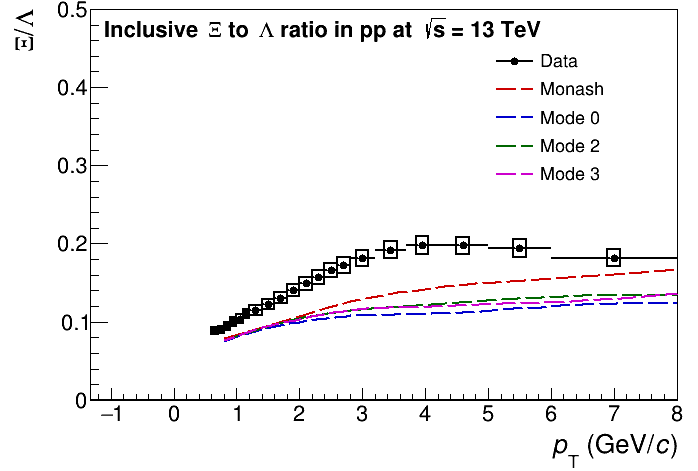 Ξ/Λ
Inclusive Ξ to Λ ratio in pp at √s = 13 TeV
Data
Monash
Mode 0
Mode 2
Mode 3
0.5
0.4
0.3
0.2
0.1
0
−1 0 1 2 3 4 5 6 7 8
p_T (GeV/c)